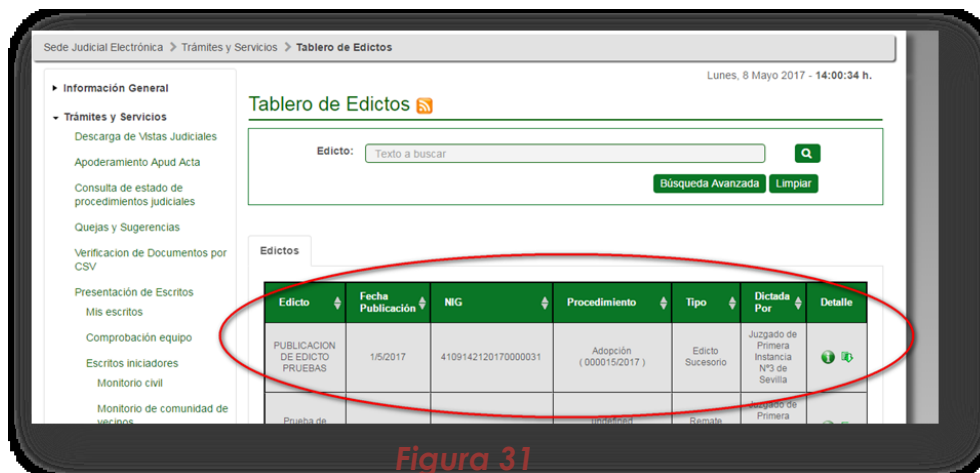 Sede Judicial Electrónica > Trámites y Servicios > Tablero de Edictos
Lunes, 8 Mayo 2017 - 14:00:34 h.
Información General
Trámites y Servicios
Descarga de Vistas Judiciales
Apoderamiento Apud Acta
Consulta de estado de
procedimientos judiciales
Quejas y Sugerencias
Verificacion de Documentos por
CSV
Presentación de Escritos
Mis escritos
Comprobación equipo
Escritos iniciadores
Monitorio civil
Monitorio de comunidad de
vecinos
Tablero de Edictos
Edicto:
Texto a buscar
Búsqueda Avanzada
Limpiar
Edictos
Edicto
Fecha
Publicación
NIG
Procedimiento
Tipo
Dictada
Por
Detalle
PUBLICACION
DE EDICTO
PRUEBAS
1/5/2017
4109142120170000031
Adopción
( 000015/2017 )
Edicto
Sucesorio
Juzgado de
Primera
Instancia
Nº3 de
Sevilla
Prueba de
undefined
Remate
Juzgado de
Primera
Figura 31